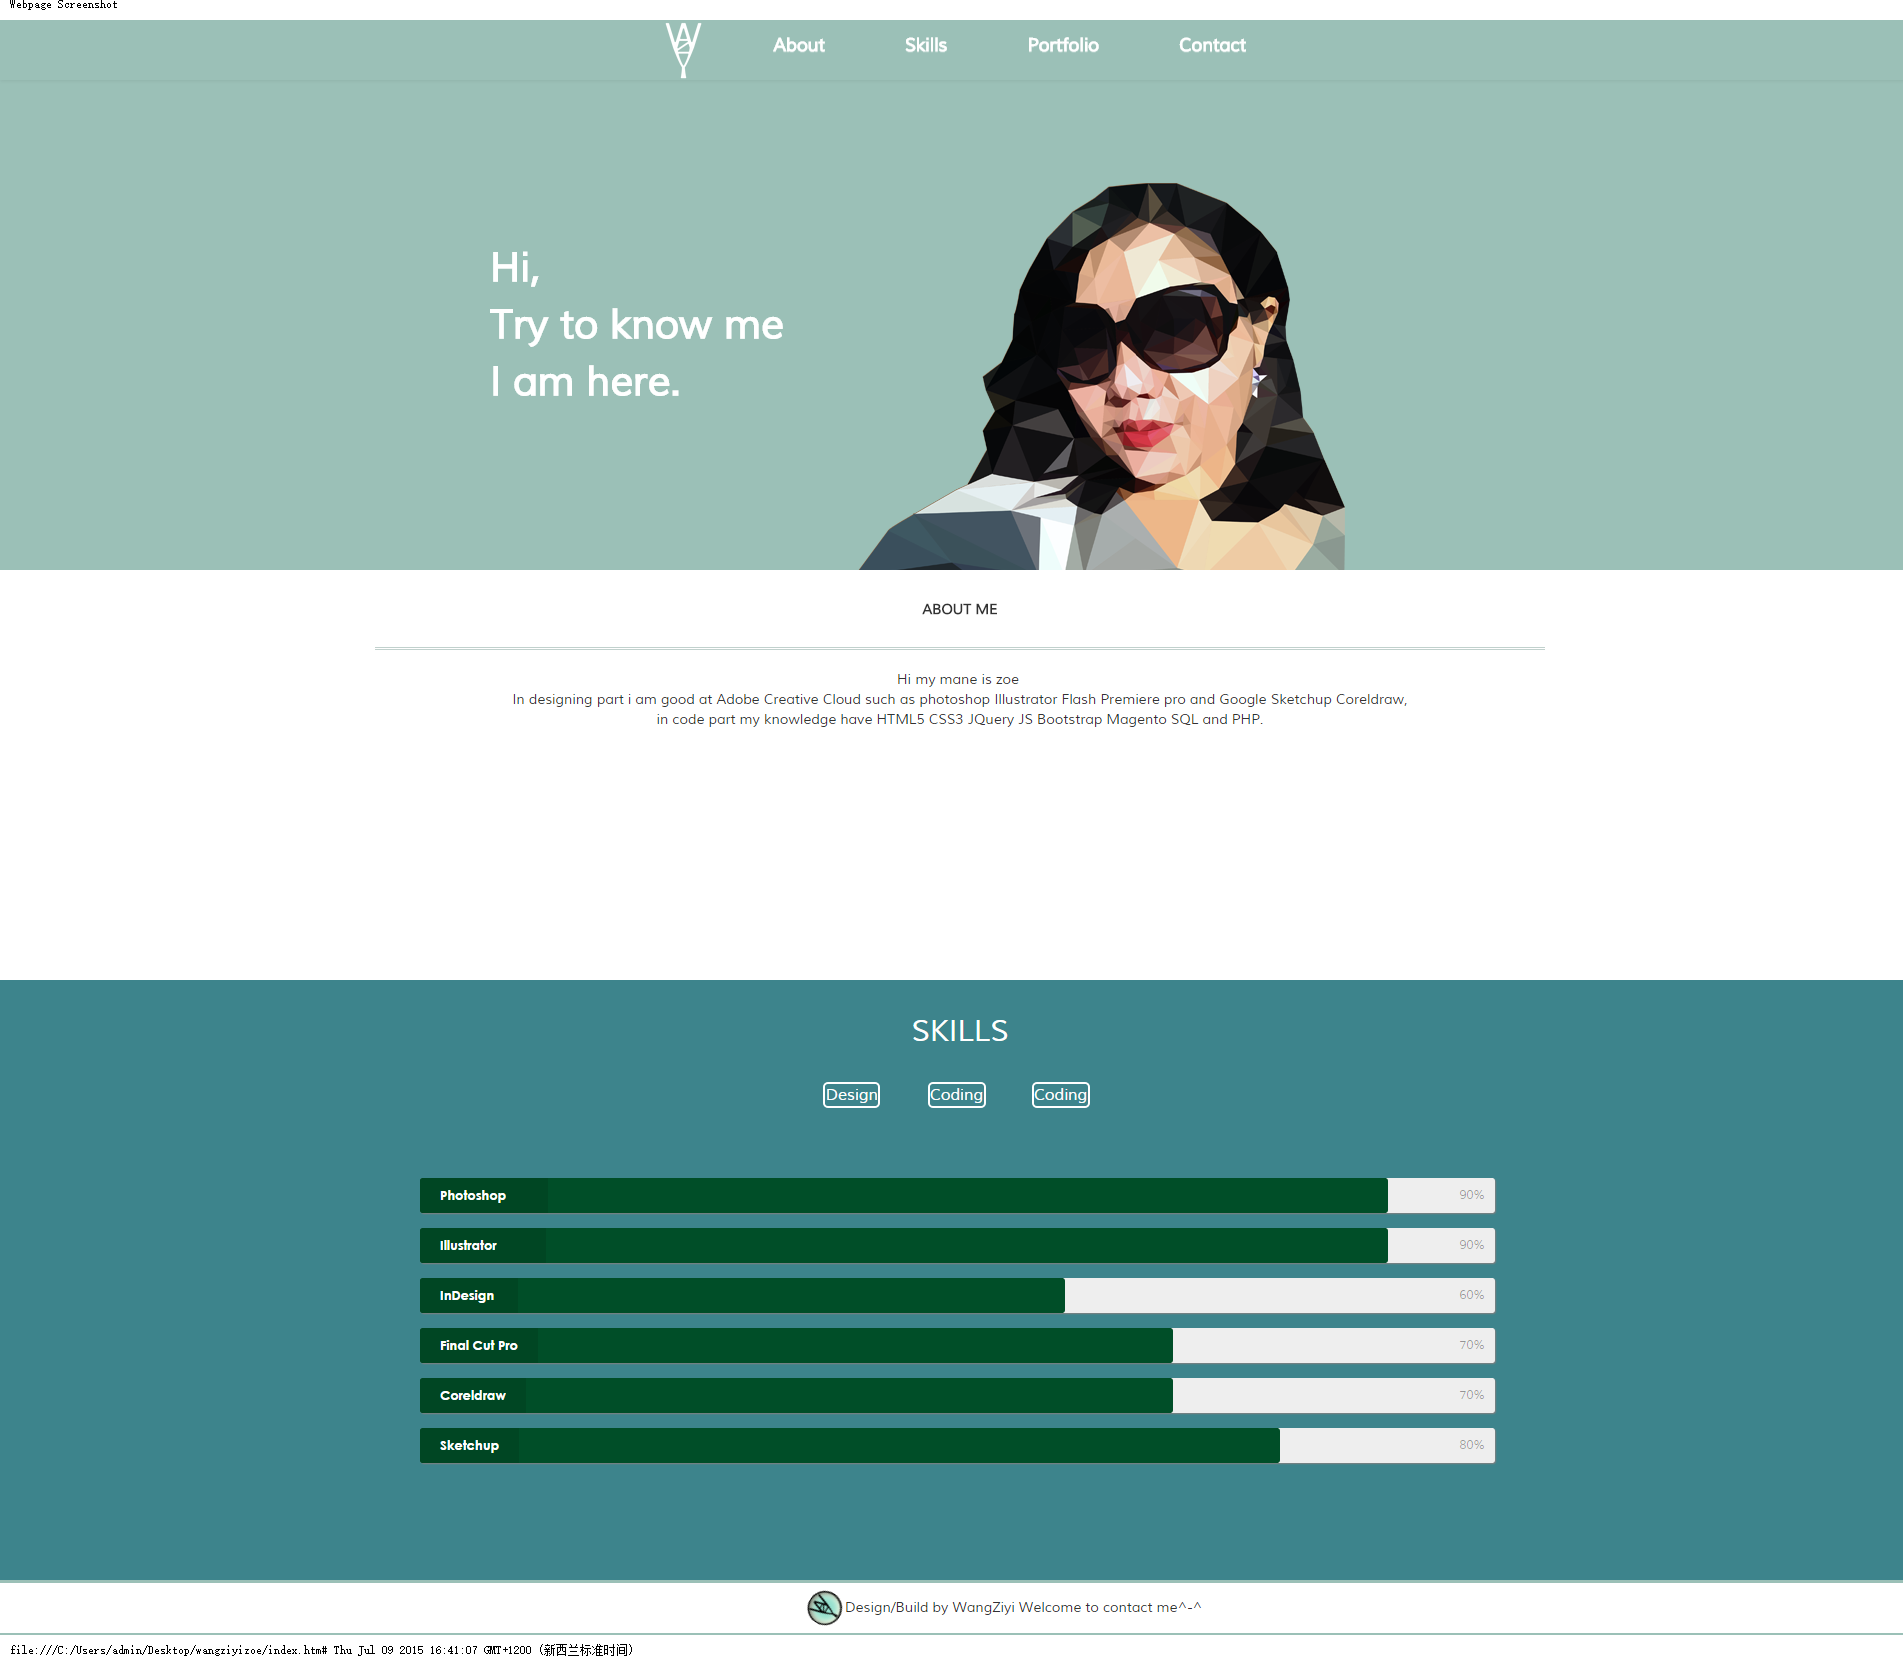 Webpage Screenshot
About Skills Portfolio Contact
Hi,
Try to know me
I am here.
ABOUT ME
Hi my mane is zoe
In designing part i am good at Adobe Creative Cloud such as photoshop Illustrator Flash Premiere pro and Google Sketchup Coreldraw,
in code part my knowledge have HTML5 CSS3 JQuery JS Bootstrap Magento SQL and PHP.
SKILLS
Design Coding Coding
Photoshop 90%
Illustrator 90%
InDesign 60%
Final Cut Pro 70%
Coreldraw 70%
Sketchup 80%
Design/Build by WangZiyi Welcome to contact me^-^
file:///C:/Users/admin/Desktop/wangziyizoe/index.htm# Thu Jul 09 2015 16:41:07 GMT+1200 (新西兰标准时间)